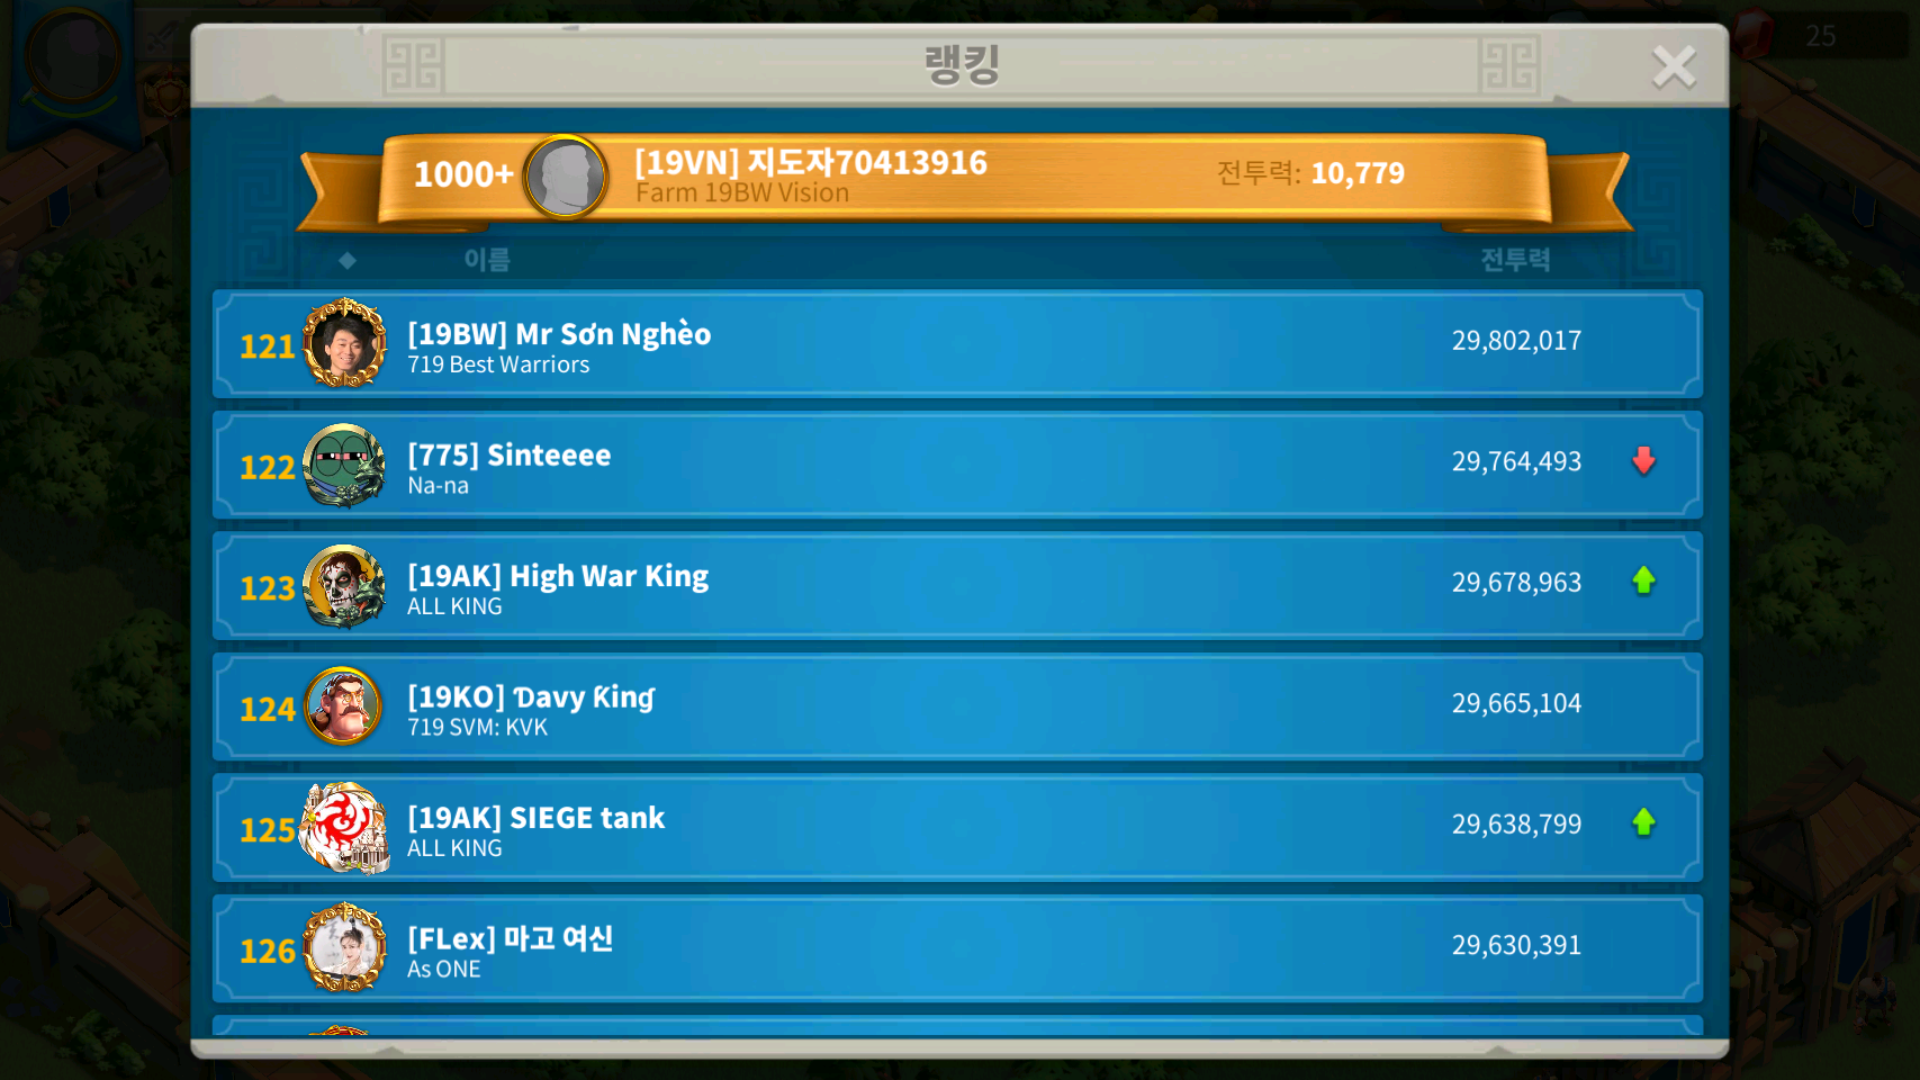 25
랭킹
1000+
[19VN] 지도자70413916
Farm 19BW Vision
전투력: 10,779
이름
전투력
121
[19BW] Mr Sơn Nghèo
719 Best Warriors
29,802,017
122
[775] Sinteeee
Na-na
29,764,493
123
[19AK] High War King
ALL KING
29,678,963
124
[19KO] Ɗavy Ƙinɠ
719 SVM: KVK
29,665,104
125
[19AK] SIEGE tank
ALL KING
29,638,799
126
[FLex] 마고 여신
As ONE
29,630,391